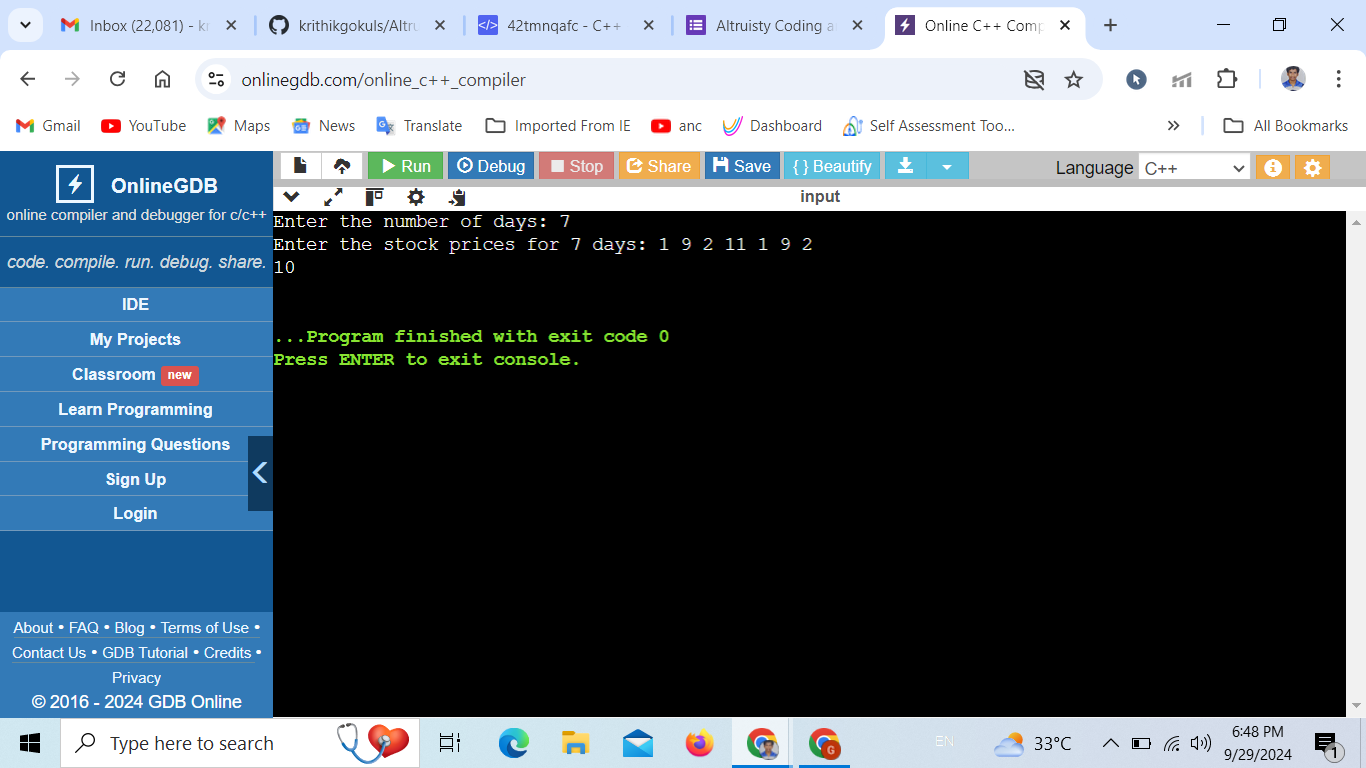 Inbox (22,081) - kr
krithikgokuls/Altru
42tmnqafc - C++
Altruisty Coding a
Online C++ Comp
onlinegdb.com/online_c++_compiler
Gmail
YouTube
Maps
News
Translate
Imported From IE
anc
Dashboard
Self Assessment Too...
»
All Bookmarks
OnlineGDB
online compiler and debugger for c/c++
code. compile. run. debug. share.
IDE
My Projects
Classroom new
Learn Programming
Programming Questions
Sign Up
Login
About • FAQ • Blog • Terms of Use •
Contact Us • GDB Tutorial • Credits •
Privacy
© 2016 - 2024 GDB Online
Run
Debug
Stop
Share
Save
{ } Beautify
Language C++
input
Enter the number of days: 7
Enter the stock prices for 7 days: 1 9 2 11 1 9 2
10
...Program finished with exit code 0
Press ENTER to exit console.
Type here to search
G
EN
33°C
6:48 PM
9/29/2024
1